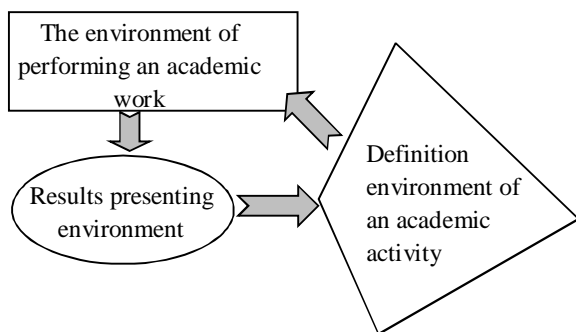 The environment of
performing an academic
work
Results presenting
environment
Definition
environment of
an academic
activity